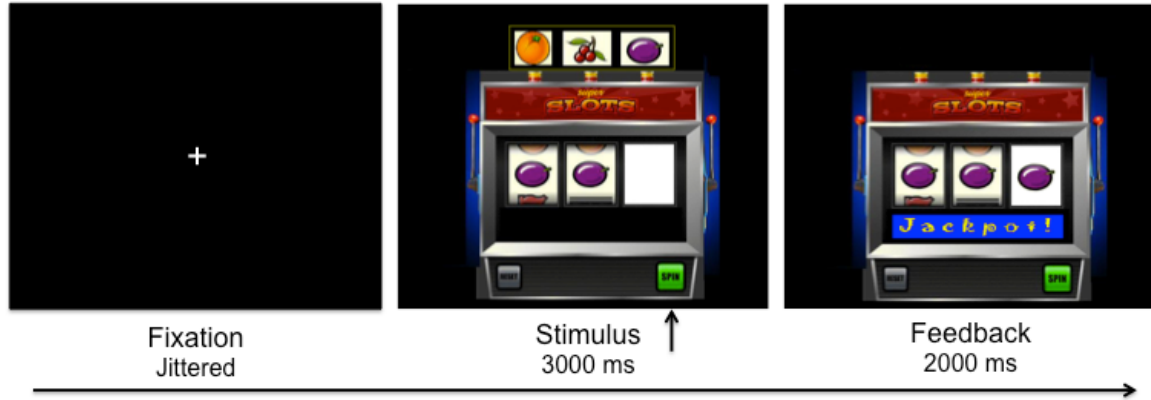 Super
SLOTS
RESET
SPIN
Super
SLOTS
Jackpot!
RESET
SPIN
Fixation
Jittered
Stimulus
3000 ms
Feedback
2000 ms